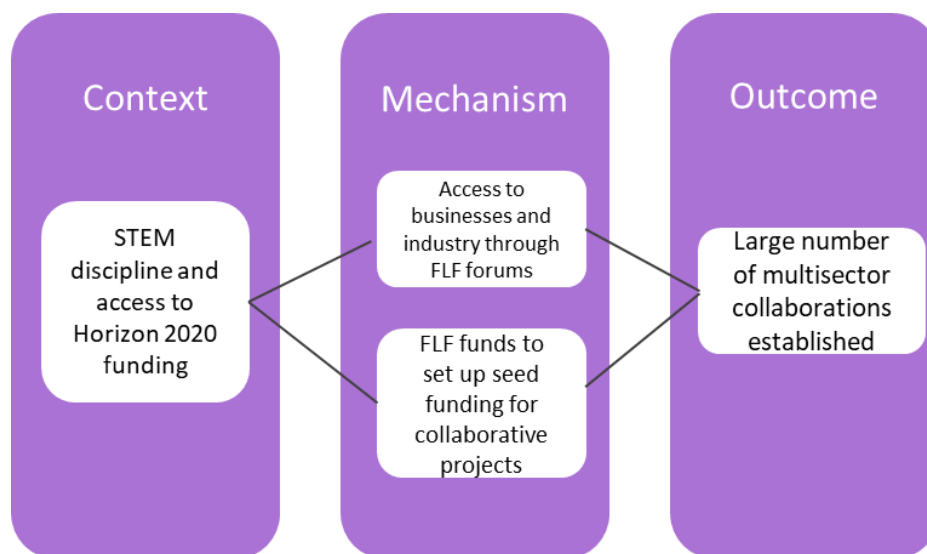 Context
STEM
discipline and
access to
Horizon 2020
funding
Mechanism
Access to
businesses and
industry through
FLF forums
FLF funds to
set up seed
funding for
collaborative
projects
Outcome
Large number
of multisector
collaborations
established